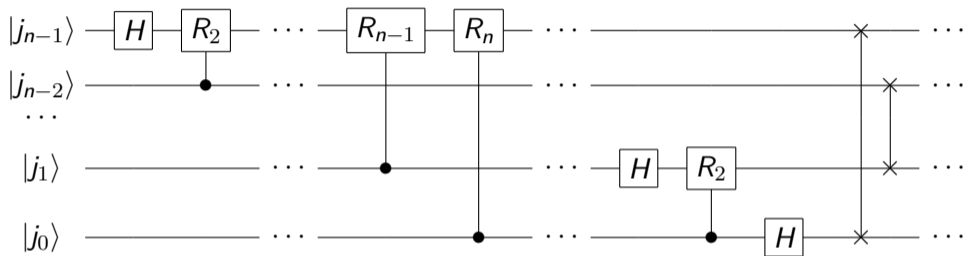 |j_{n−1}⟩ H R_2 ··· R_{n−1} R_n ··· ···
|j_{n−2}⟩ ··· ··· ···
···
|j_1⟩ ··· ··· H R_2 ···
|j_0⟩ ··· ··· H ···